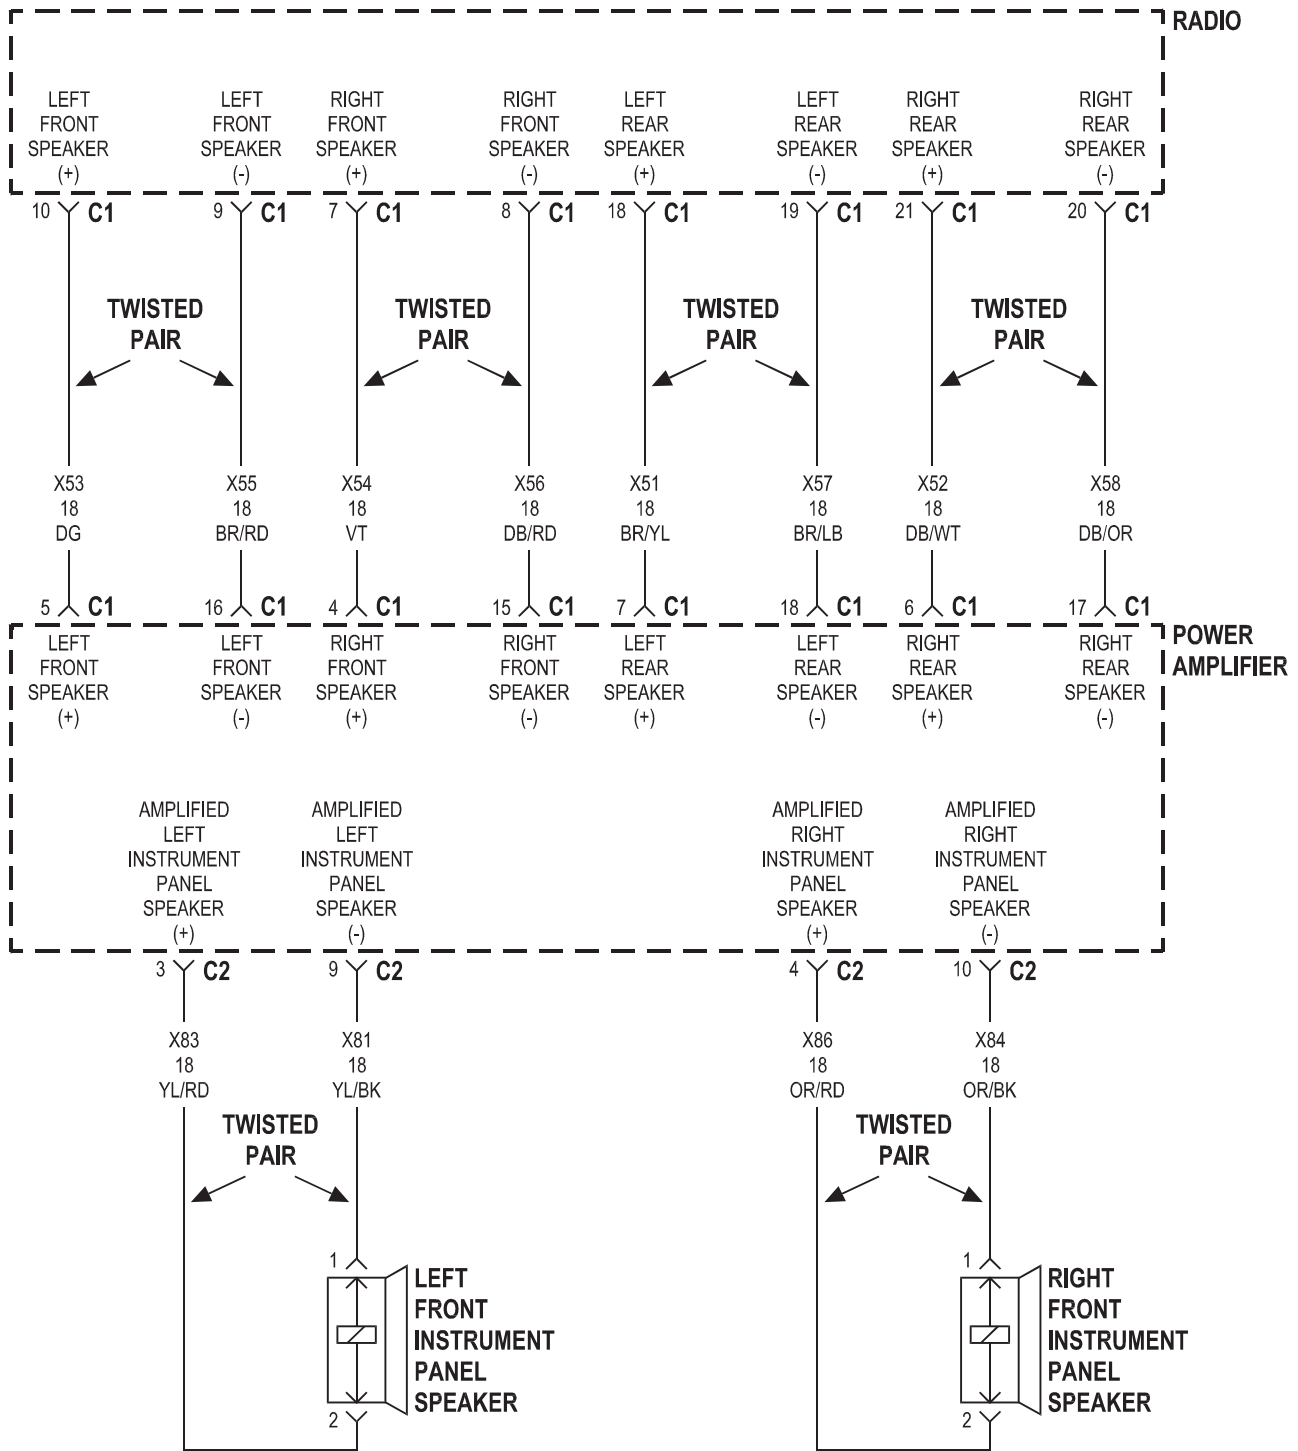 RADIO
LEFT FRONT SPEAKER (+)
LEFT FRONT SPEAKER (-)
RIGHT FRONT SPEAKER (+)
RIGHT FRONT SPEAKER (-)
LEFT REAR SPEAKER (+)
LEFT REAR SPEAKER (-)
RIGHT REAR SPEAKER (+)
RIGHT REAR SPEAKER (-)
10 C1 9 C1 7 C1 8 C1 18 C1 19 C1 21 C1 20 C1
TWISTED PAIR
TWISTED PAIR
TWISTED PAIR
TWISTED PAIR
X53 X55 X54 X56 X51 X57 X52 X58
18 18 18 18 18 18 18 18
DG BR/RD VT DB/RD BR/YL BR/LB DB/WT DB/OR
5 C1 16 C1 4 C1 15 C1 7 C1 18 C1 6 C1 17 C1
POWER AMPLIFIER
LEFT FRONT SPEAKER (+)
LEFT FRONT SPEAKER (-)
RIGHT FRONT SPEAKER (+)
RIGHT FRONT SPEAKER (-)
LEFT REAR SPEAKER (+)
LEFT REAR SPEAKER (-)
RIGHT REAR SPEAKER (+)
RIGHT REAR SPEAKER (-)
AMPLIFIED LEFT INSTRUMENT PANEL SPEAKER (+)
AMPLIFIED LEFT INSTRUMENT PANEL SPEAKER (-)
AMPLIFIED RIGHT INSTRUMENT PANEL SPEAKER (+)
AMPLIFIED RIGHT INSTRUMENT PANEL SPEAKER (-)
3 C2 9 C2 4 C2 10 C2
X83 X81 X86 X84
18 18 18 18
YL/RD YL/BK OR/RD OR/BK
TWISTED PAIR
TWISTED PAIR
1
LEFT FRONT INSTRUMENT PANEL SPEAKER
2
1
RIGHT FRONT INSTRUMENT PANEL SPEAKER
2